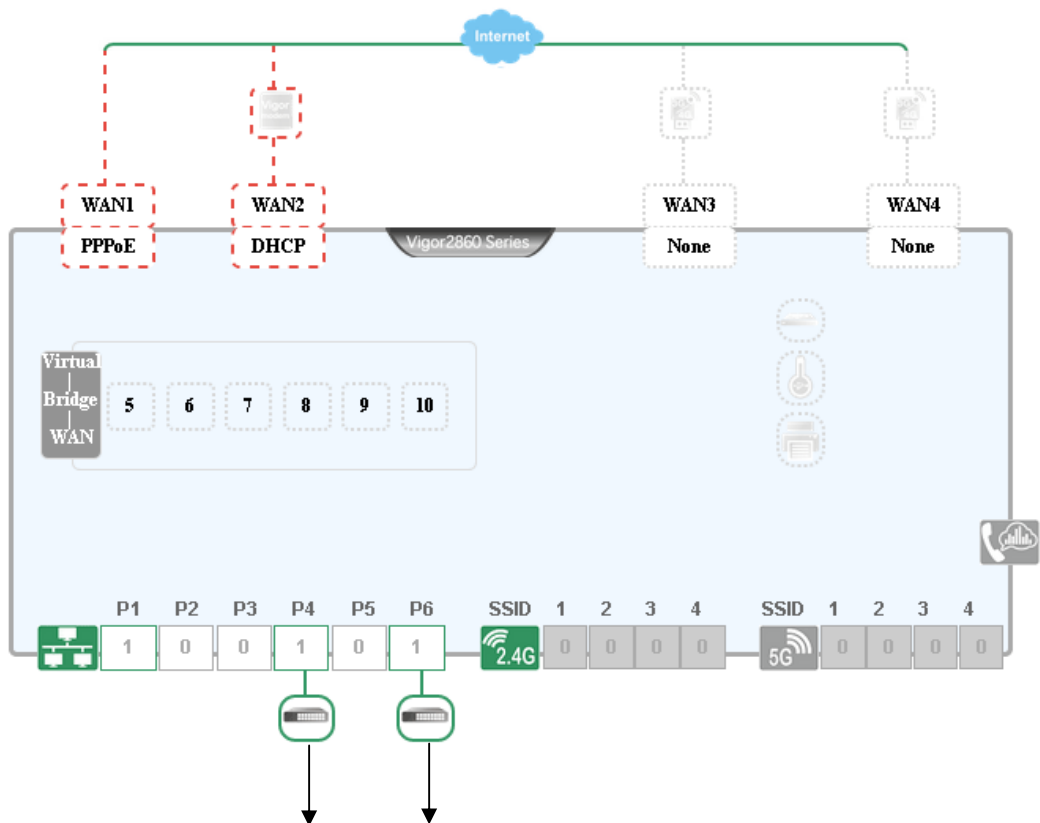 Internet
WAN1 WAN2 WAN3 WAN4
PPPoE DHCP Vigor2860 Series None None
Virtual
Bridge
WAN
5 6 7 8 9 10
P1 P2 P3 P4 P5 P6 SSID 1 2 3 4 SSID 1 2 3 4
1 0 0 1 0 1 2.4G 0 0 0 0 5G 0 0 0 0